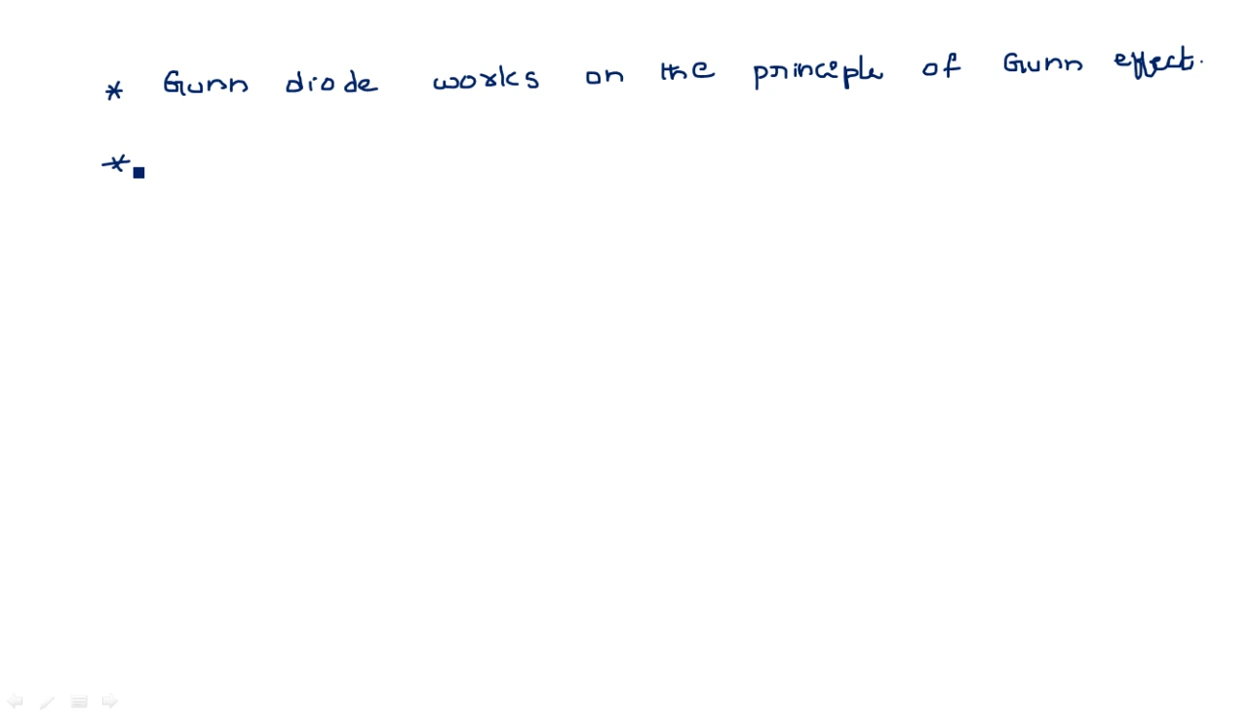 * Gunn diode works on the principle of Gunn effect.
*